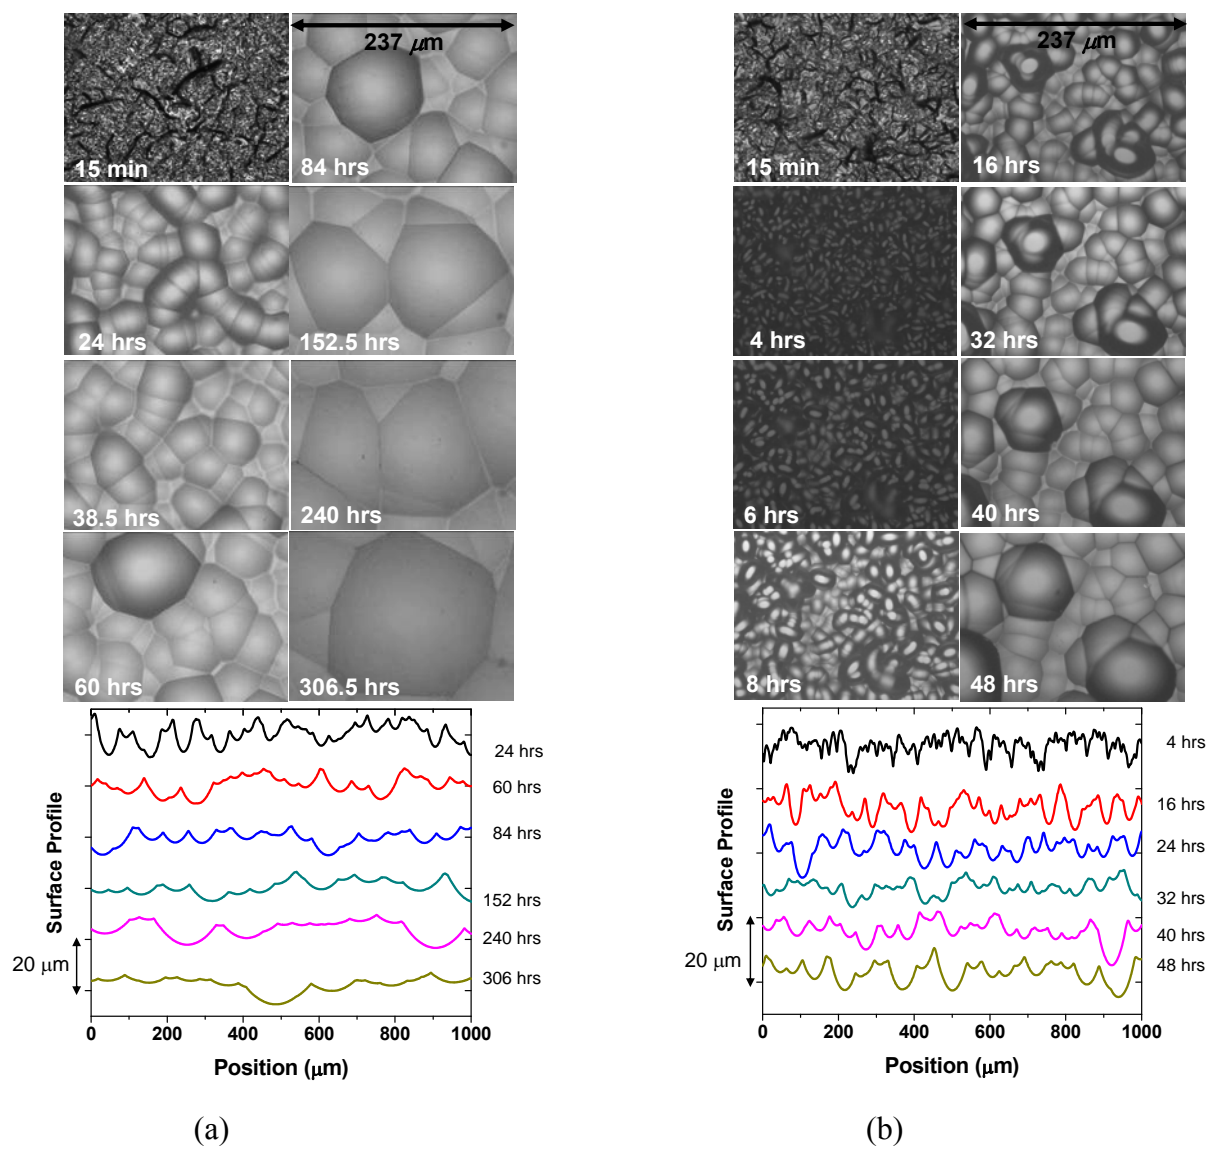 237 μm
15 min
84 hrs
24 hrs
152.5 hrs
38.5 hrs
240 hrs
60 hrs
306.5 hrs
Surface Profile
20 μm
24 hrs
60 hrs
84 hrs
152 hrs
240 hrs
306 hrs
0 200 400 600 800 1000
Position (μm)
(a)
237 μm
15 min
16 hrs
4 hrs
32 hrs
6 hrs
40 hrs
8 hrs
48 hrs
Surface Profile
20 μm
4 hrs
16 hrs
24 hrs
32 hrs
40 hrs
48 hrs
0 200 400 600 800 1000
Position (μm)
(b)